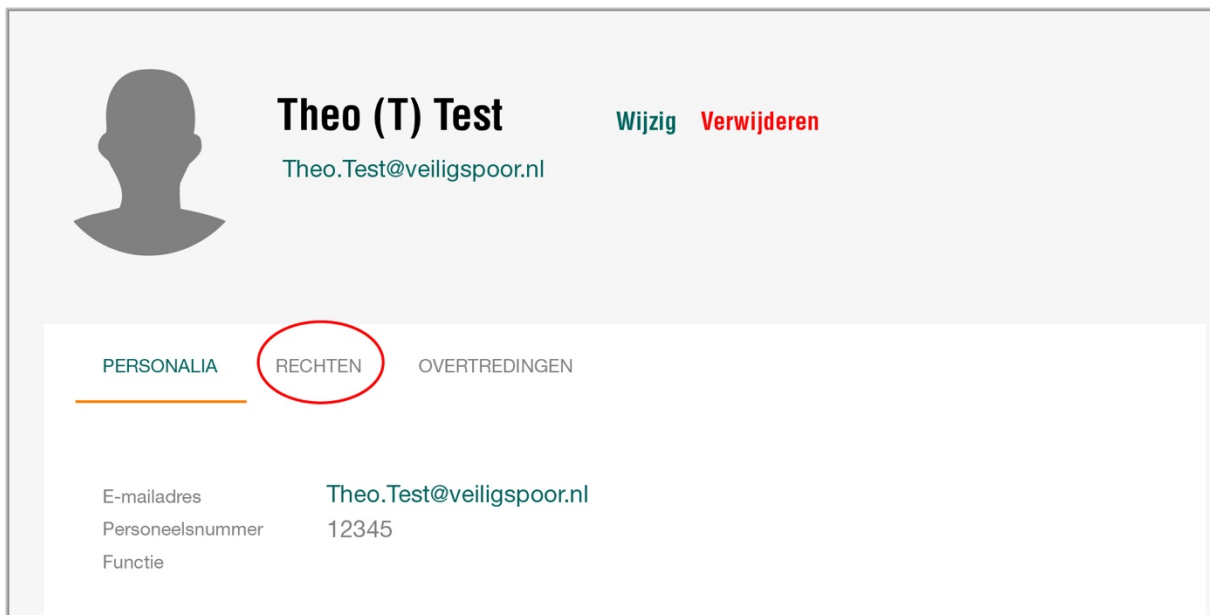 Theo (T) Test Wijzig Verwijderen
Theo.Test@veiligspoor.nl
PERSONALIA RECHTEN OVERTREDINGEN
E-mailadres Theo.Test@veiligspoor.nl
Personeelsnummer 12345
Functie